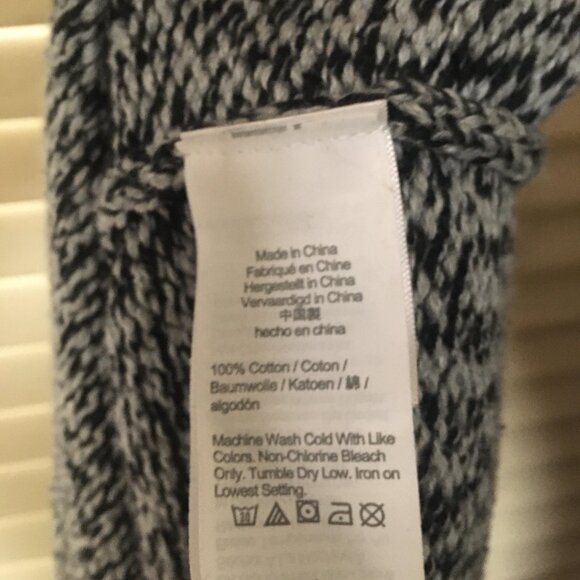 Made in China
Fabriqué en Chine
Hergestellt in China
Vervaardigd in China
中国製
hecho en china
100% Cotton / Coton /
Baumwolle / Katoen / 綿 /
algodón
Machine Wash Cold With Like
Colors. Non-Chlorine Bleach
Only. Tumble Dry Low. Iron on
Lowest Setting.
30